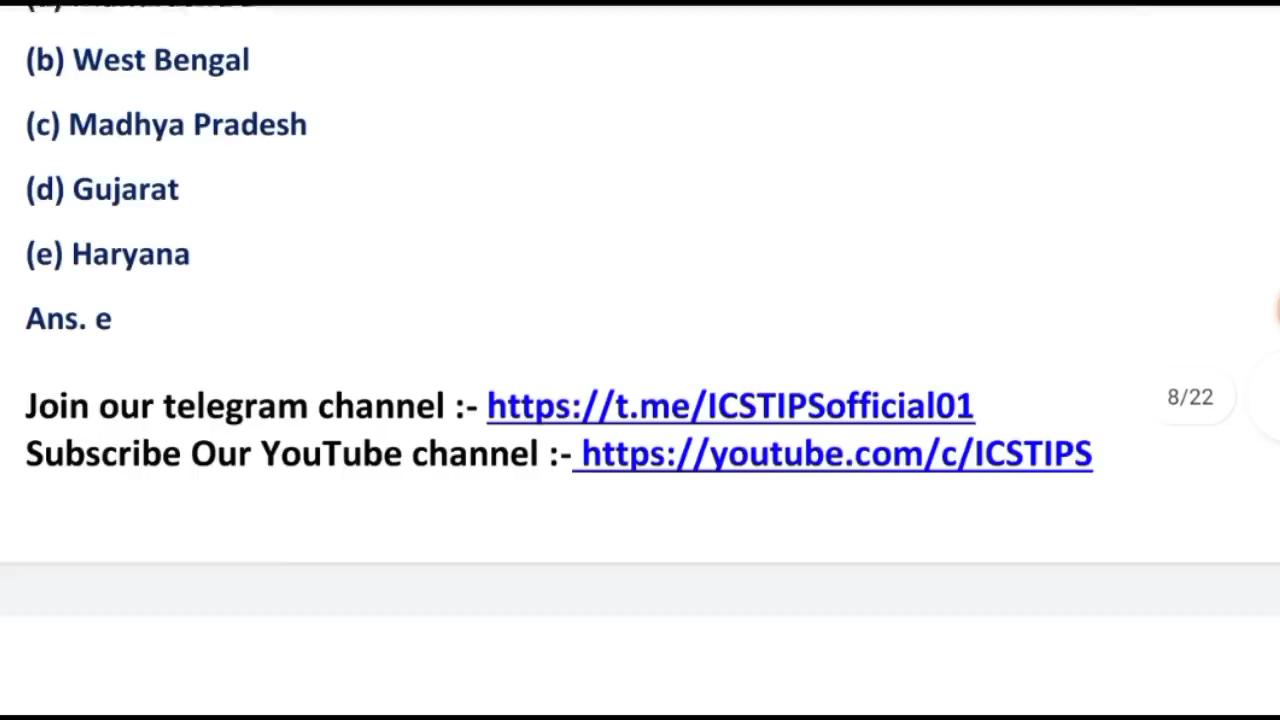 (b) West Bengal
(c) Madhya Pradesh
(d) Gujarat
(e) Haryana
Ans. e
Join our telegram channel :- https://t.me/ICSTIPSofficial01
8/22
Subscribe Our YouTube channel :- https://youtube.com/c/ICSTIPS